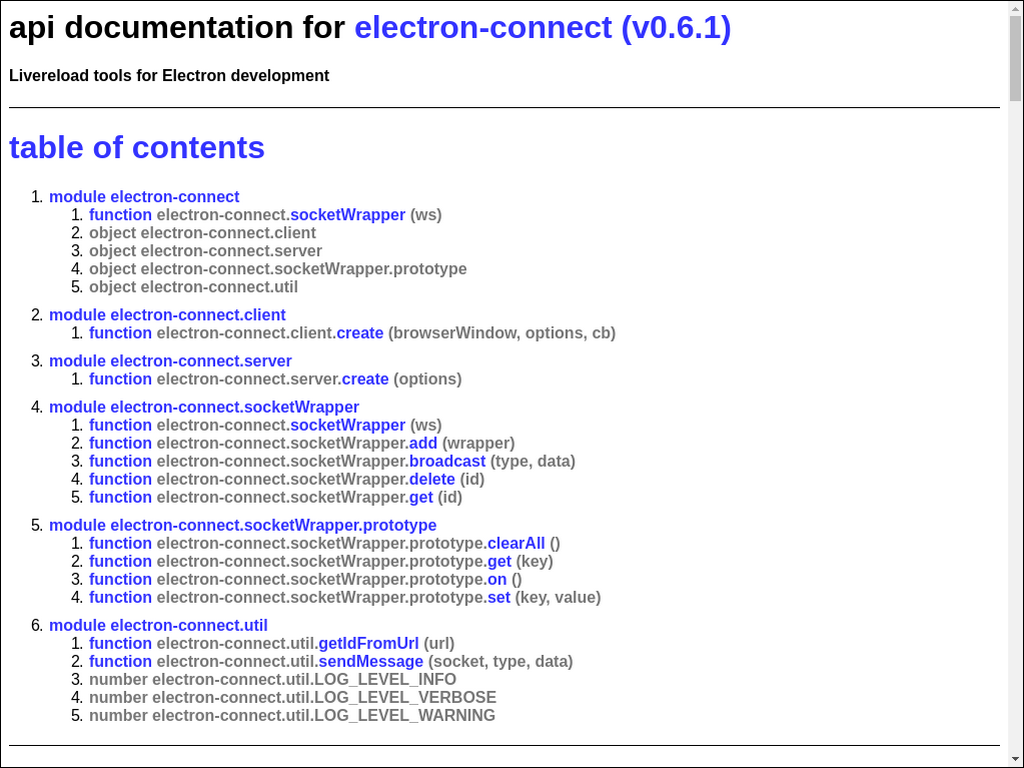 api documentation for electron-connect (v0.6.1)
Livereload tools for Electron development
table of contents
1. module electron-connect
1. function electron-connect.socketWrapper (ws)
2. object electron-connect.client
3. object electron-connect.server
4. object electron-connect.socketWrapper.prototype
5. object electron-connect.util
2. module electron-connect.client
1. function electron-connect.client.create (browserWindow, options, cb)
3. module electron-connect.server
1. function electron-connect.server.create (options)
4. module electron-connect.socketWrapper
1. function electron-connect.socketWrapper (ws)
2. function electron-connect.socketWrapper.add (wrapper)
3. function electron-connect.socketWrapper.broadcast (type, data)
4. function electron-connect.socketWrapper.delete (id)
5. function electron-connect.socketWrapper.get (id)
5. module electron-connect.socketWrapper.prototype
1. function electron-connect.socketWrapper.prototype.clearAll ()
2. function electron-connect.socketWrapper.prototype.get (key)
3. function electron-connect.socketWrapper.prototype.on ()
4. function electron-connect.socketWrapper.prototype.set (key, value)
6. module electron-connect.util
1. function electron-connect.util.getIdFromUrl (url)
2. function electron-connect.util.sendMessage (socket, type, data)
3. number electron-connect.util.LOG_LEVEL_INFO
4. number electron-connect.util.LOG_LEVEL_VERBOSE
5. number electron-connect.util.LOG_LEVEL_WARNING